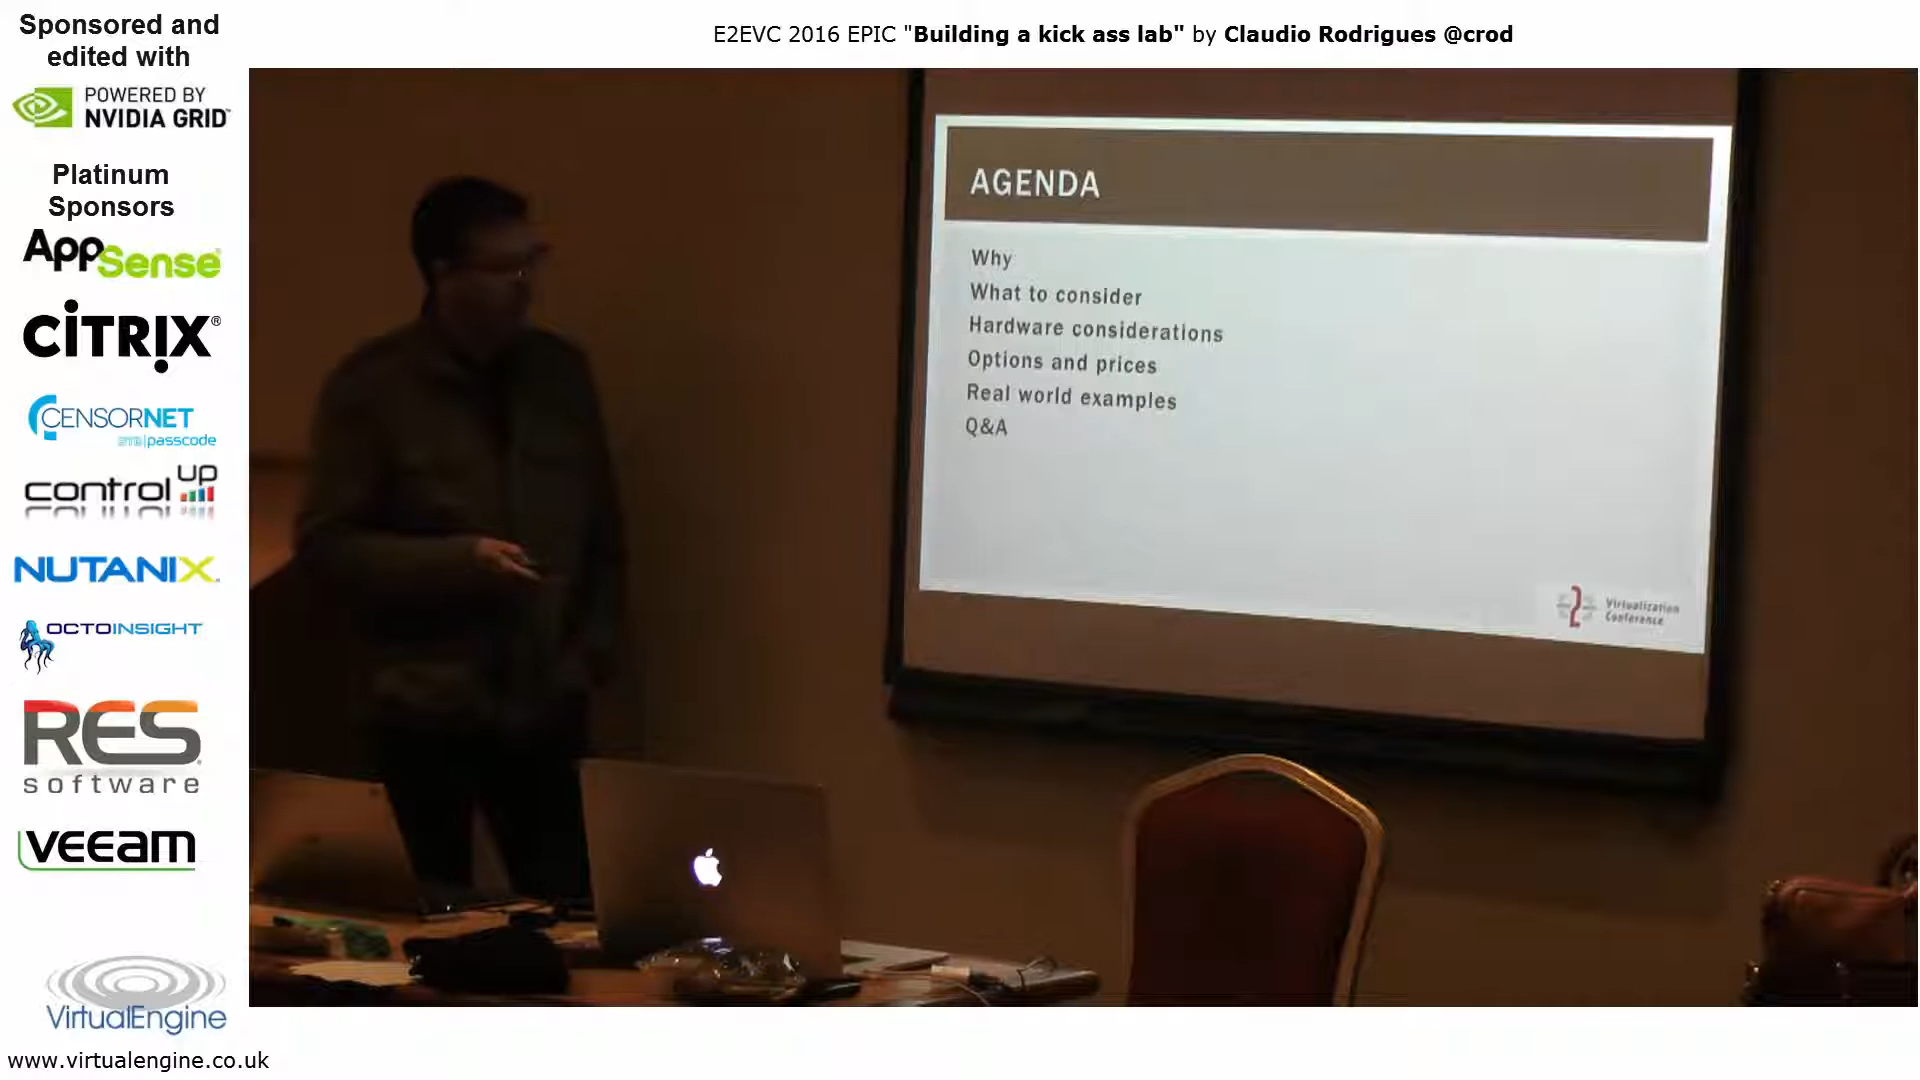 Sponsored and
edited with
POWERED BY
NVIDIA GRID
Platinum
Sponsors
AppSense
CiTRIX®
CENSORNET
SMS|passcode
control UP
NUTANIX
OCTOINSIGHT
RES
software
veeam
VirtualEngine
www.virtualengine.co.uk
E2EVC 2016 EPIC "Building a kick ass lab" by Claudio Rodrigues @crod
AGENDA
Why
What to consider
Hardware considerations
Options and prices
Real world examples
Q&A
Virtualization
Conference